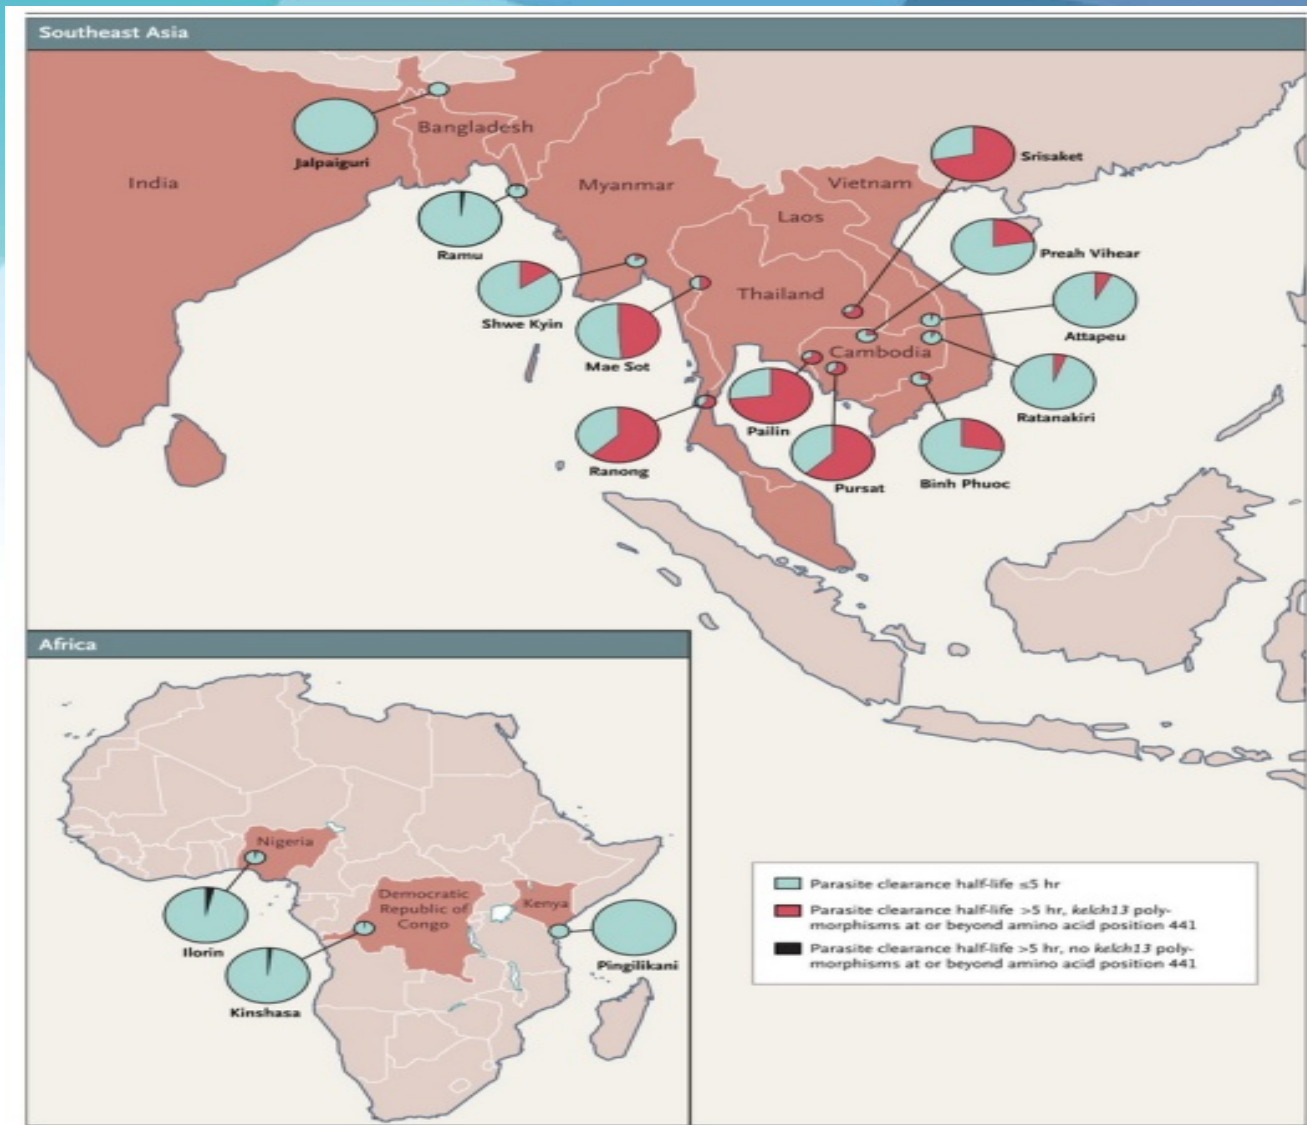 Southeast Asia
Jalpaiguri
Bangladesh
India
Myanmar
Vietnam
Laos
Srisaket
Ramu
Preah Vihear
Shwe Kyin
Thailand
Attapeu
Mae Sot
Cambodia
Ratanakiri
Pailin
Ranong
Pursat
Binh Phuoc
Africa
Nigeria
Democratic
Republic of
Congo
Kenya
Ilorin
Pingilikani
Kinshasa
Parasite clearance half-life ≤5 hr
Parasite clearance half-life >5 hr, kelch13 poly-
morphisms at or beyond amino acid position 441
Parasite clearance half-life >5 hr, no kelch13 poly-
morphisms at or beyond amino acid position 441